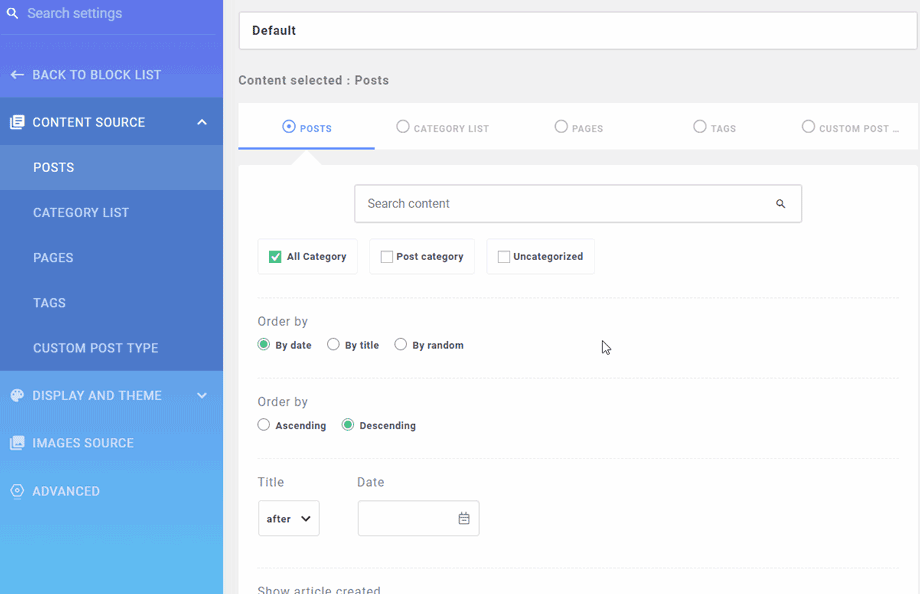 Search settings
BACK TO BLOCK LIST
CONTENT SOURCE
POSTS
CATEGORY LIST
PAGES
TAGS
CUSTOM POST TYPE
DISPLAY AND THEME
IMAGES SOURCE
ADVANCED
Default
Content selected : Posts
POSTS CATEGORY LIST PAGES TAGS CUSTOM POST ...
Search content
All Category Post category Uncategorized
Order by
By date By title By random
Order by
Ascending Descending
Title Date
after
Show article created